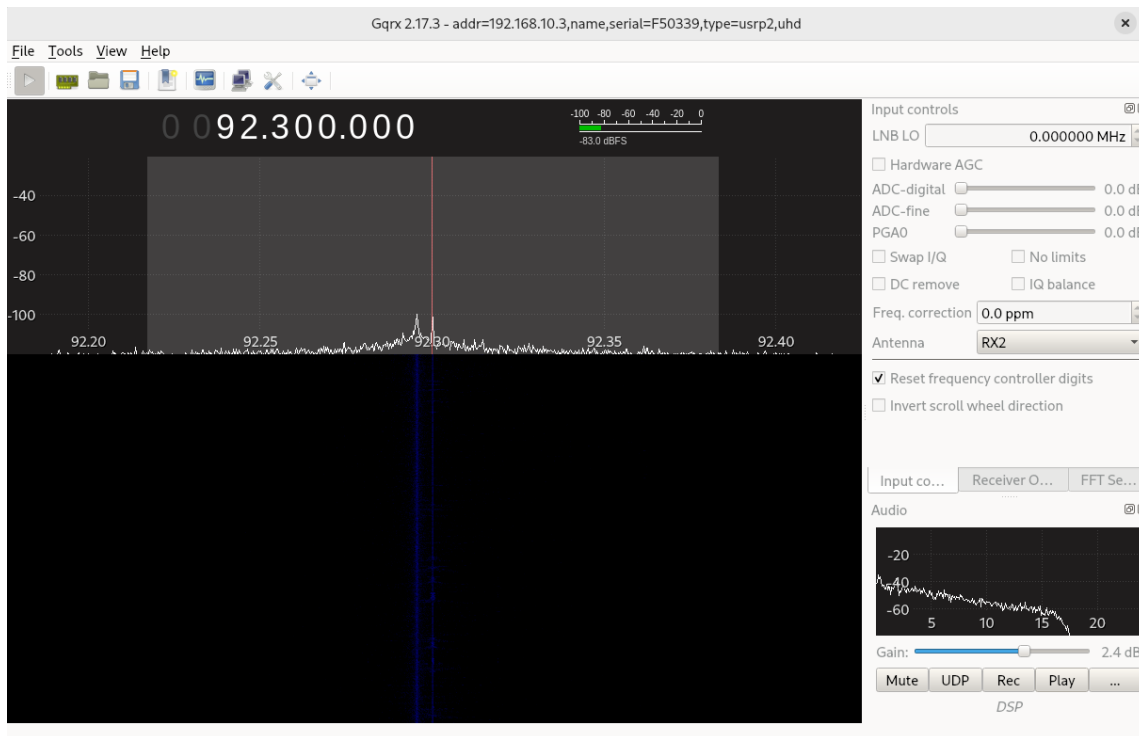 Gqrx 2.17.3 - addr=192.168.10.3,name,serial=F50339,type=usrp2,uhd
File Tools View Help
0 092.300.000
-100 -80 -60 -40 -20 0
-83.0 dBFS
-40
-60
-80
-100
92.20 92.25 92.30 92.35 92.40
Input controls
LNB LO 0.000000 MHz
Hardware AGC
ADC-digital 0.0 dB
ADC-fine 0.0 dB
PGA0 0.0 dB
Swap I/Q No limits
DC remove IQ balance
Freq. correction 0.0 ppm
Antenna RX2
Reset frequency controller digits
Invert scroll wheel direction
Input co... Receiver O... FFT Se...
Audio
-20
-40
-60
5 10 15 20
Gain: 2.4 dB
Mute UDP Rec Play ...
DSP